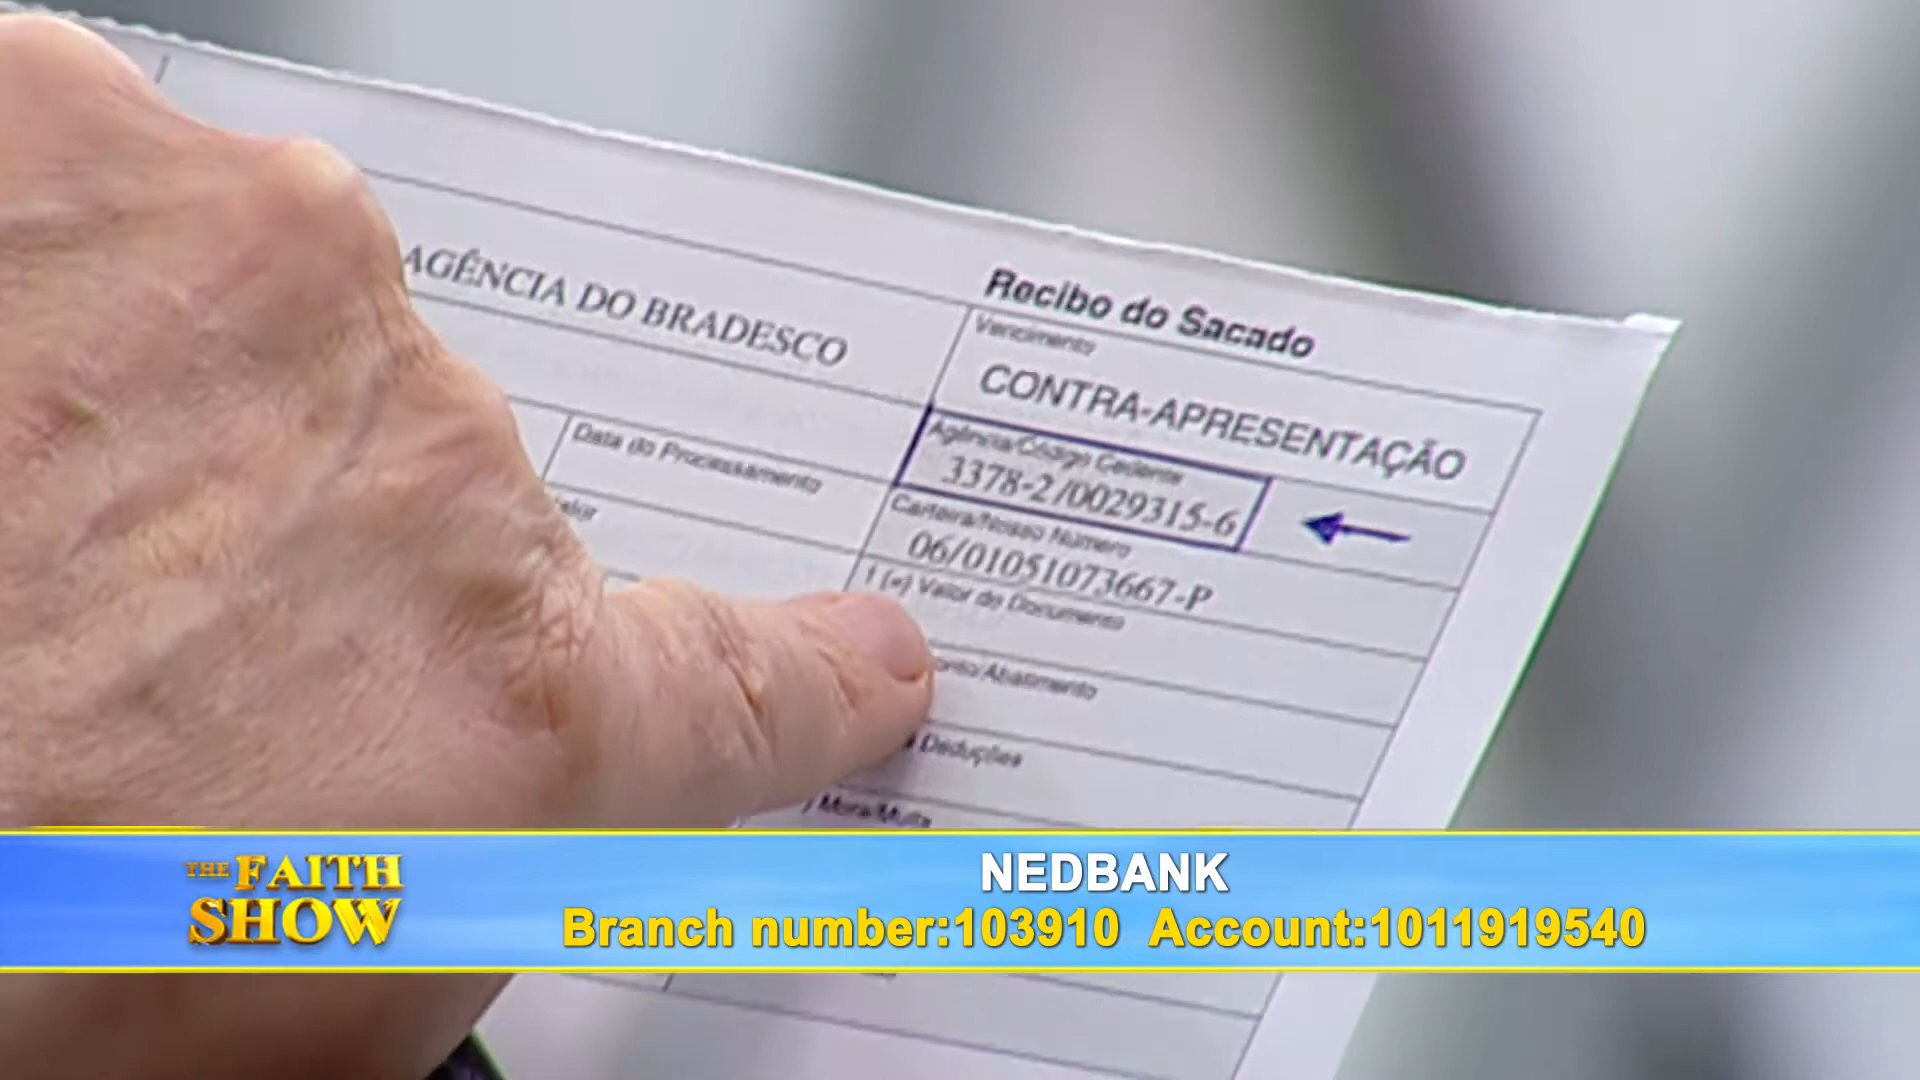 Recibo do Sacado
AGÊNCIA DO BRADESCO
Vencimento
CONTRA-APRESENTAÇÃO
Agência/Código Cedente
3378-2/0029315-6
Data do Processamento
Carteira/Nosso Número
06/01051073667-P
(=) Valor do Documento
/Abatimento
Deduções
) Mora/Multa
THE FAITH
SHOW
NEDBANK
Branch number:103910 Account:1011919540